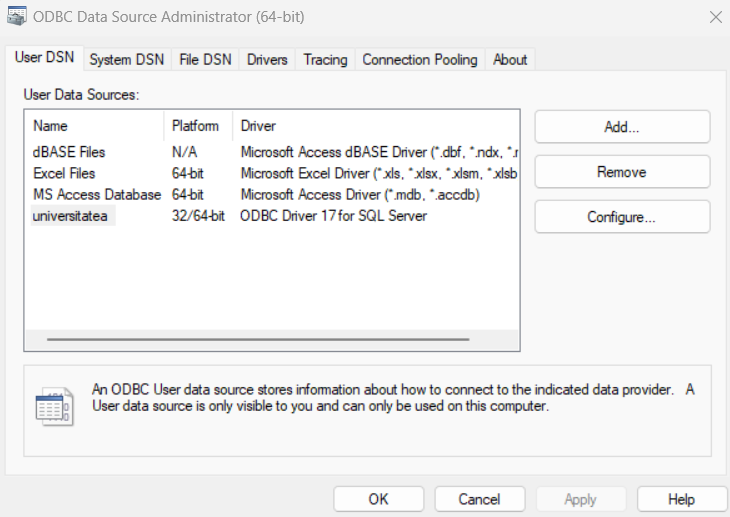 ODBC Data Source Administrator (64-bit)
User DSN System DSN File DSN Drivers Tracing Connection Pooling About
User Data Sources:
Name Platform Driver
dBASE Files N/A Microsoft Access dBASE Driver (*.dbf, *.ndx, *.r
Excel Files 64-bit Microsoft Excel Driver (*.xls, *.xlsx, *.xlsm, *.xlsb
MS Access Database 64-bit Microsoft Access Driver (*.mdb, *.accdb)
universitatea 32/64-bit ODBC Driver 17 for SQL Server
Add...
Remove
Configure...
An ODBC User data source stores information about how to connect to the indicated data provider. A
User data source is only visible to you and can only be used on this computer.
OK Cancel Apply Help